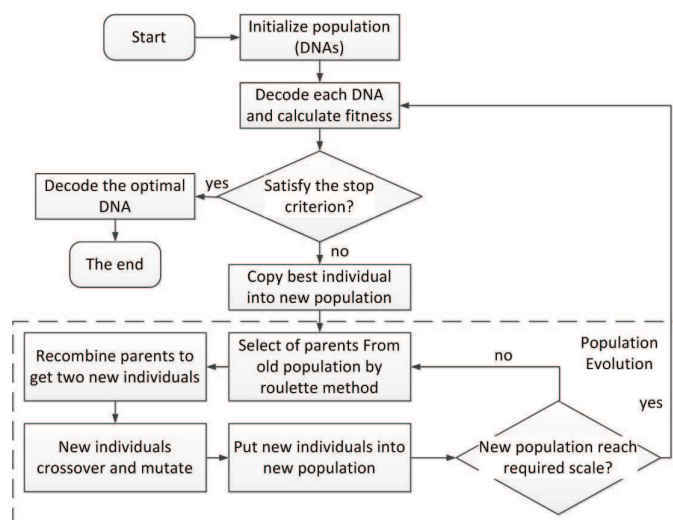 Start
Initialize population
(DNAs)
Decode each DNA
and calculate fitness
Satisfy the stop
criterion?
yes
Decode the optimal
DNA
The end
no
Copy best individual
into new population
Population
Evolution
Select of parents From
old population by
roulette method
Recombine parents to
get two new individuals
New individuals
crossover and mutate
Put new individuals into
new population
New population reach
required scale?
no
yes